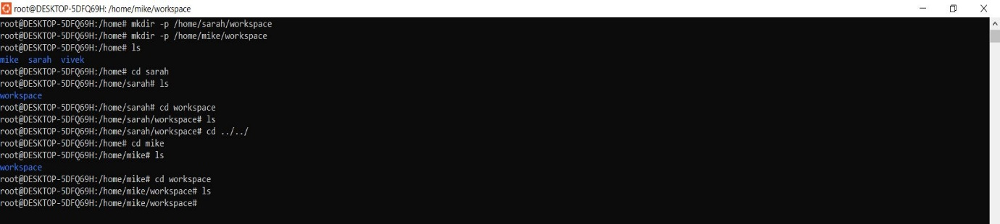 root@DESKTOP-5DFQ69H: /home/mike/workspace
root@DESKTOP-5DFQ69H:/home# mkdir -p /home/sarah/workspace
root@DESKTOP-5DFQ69H:/home# mkdir -p /home/mike/workspace
root@DESKTOP-5DFQ69H:/home# ls
mike  sarah  vivek
root@DESKTOP-5DFQ69H:/home# cd sarah
root@DESKTOP-5DFQ69H:/home/sarah# ls
workspace
root@DESKTOP-5DFQ69H:/home/sarah# cd workspace
root@DESKTOP-5DFQ69H:/home/sarah/workspace# ls
root@DESKTOP-5DFQ69H:/home/sarah/workspace# cd ../../
root@DESKTOP-5DFQ69H:/home# cd mike
root@DESKTOP-5DFQ69H:/home/mike# ls
workspace
root@DESKTOP-5DFQ69H:/home/mike# cd workspace
root@DESKTOP-5DFQ69H:/home/mike/workspace# ls
root@DESKTOP-5DFQ69H:/home/mike/workspace#